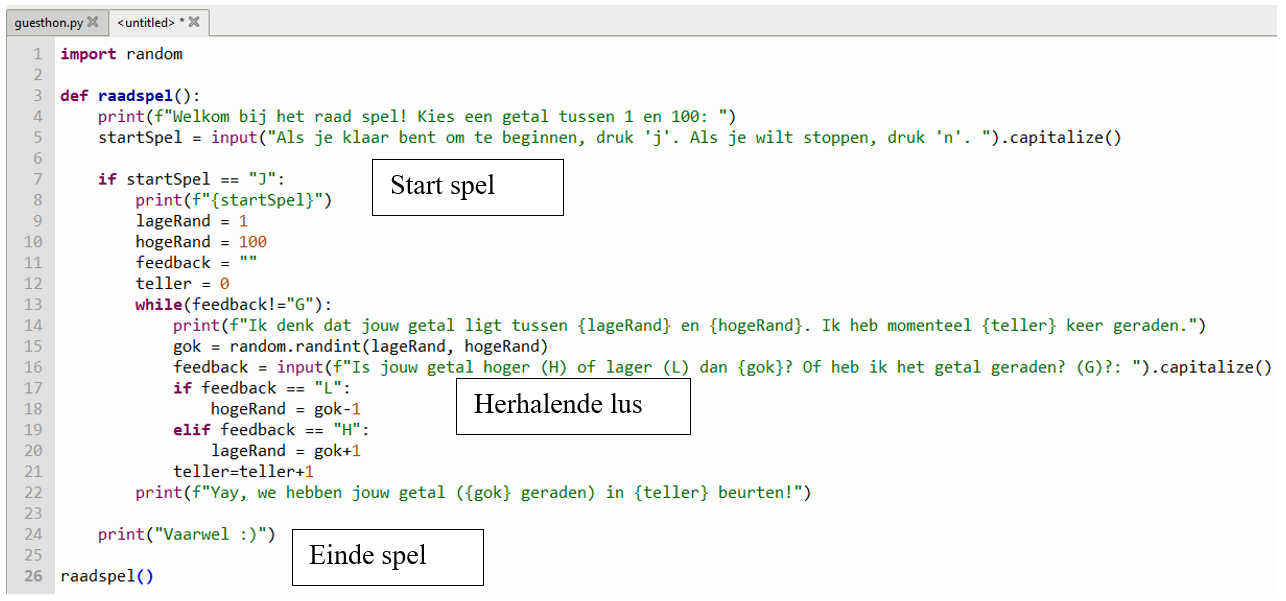 guesthon.py <untitled> *
1 import random
2
3 def raadspel():
4     print(f"Welkom bij het raad spel! Kies een getal tussen 1 en 100: ")
5     startSpel = input("Als je klaar bent om te beginnen, druk 'j'. Als je wilt stoppen, druk 'n'. ").capitalize()
6
7     if startSpel == "J":
Start spel
8         print(f"{startSpel}")
9         lageRand = 1
10         hogeRand = 100
11         feedback = ""
12         teller = 0
13         while(feedback!="G"):
14             print(f"Ik denk dat jouw getal ligt tussen {lageRand} en {hogeRand}. Ik heb momenteel {teller} keer geraden.")
15             gok = random.randint(lageRand, hogeRand)
16             feedback = input(f"Is jouw getal hoger (H) of lager (L) dan {gok}? Of heb ik het getal geraden? (G)?: ").capitalize()
17             if feedback == "L":
18                 hogeRand = gok-1
Herhalende lus
19             elif feedback == "H":
20                 lageRand = gok+1
21             teller=teller+1
22         print(f"Yay, we hebben jouw getal ({gok} geraden) in {teller} beurten!")
23
24     print("Vaarwel :)")
25
Einde spel
26 raadspel()